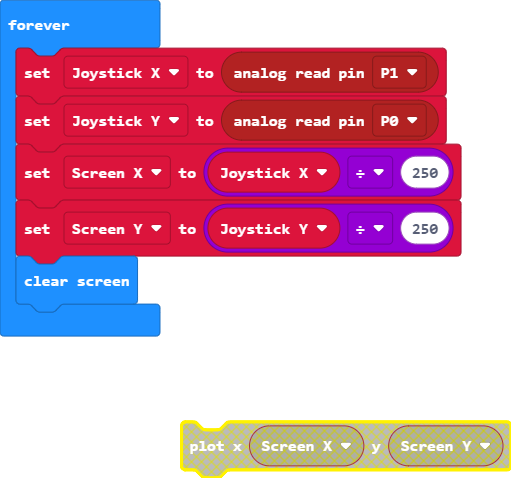 forever
set Joystick X to analog read pin P1
set Joystick Y to analog read pin P0
set Screen X to Joystick X ÷ 250
set Screen Y to Joystick Y ÷ 250
clear screen
plot x Screen X y Screen Y